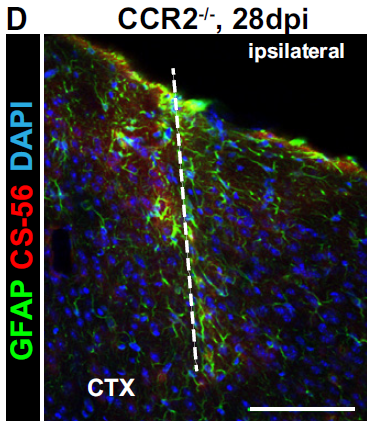 D
CCR2-/-, 28dpi
ipsilateral
GFAP CS-56 DAPI
CTX